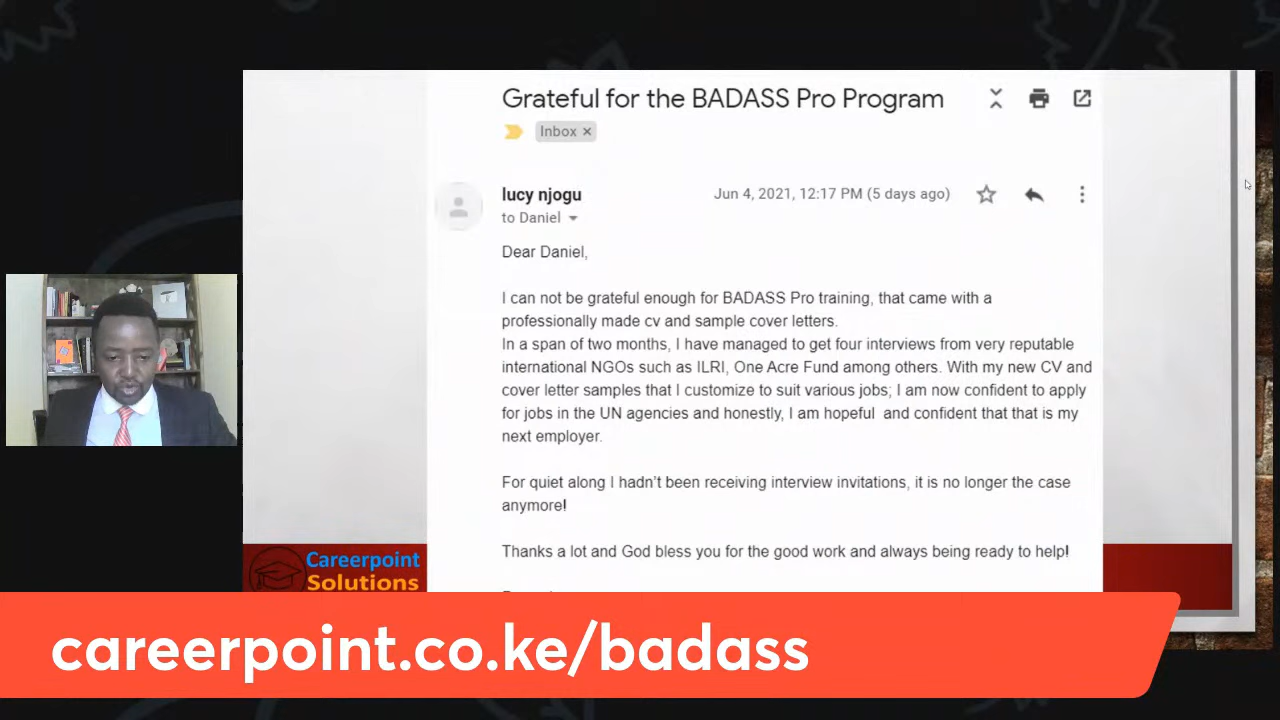 Grateful for the BADASS Pro Program
Inbox ×
lucy njogu
Jun 4, 2021, 12:17 PM (5 days ago)
to Daniel
Dear Daniel,
I can not be grateful enough for BADASS Pro training, that came with a
professionally made cv and sample cover letters.
In a span of two months, I have managed to get four interviews from very reputable
international NGOs such as ILRI, One Acre Fund among others. With my new CV and
cover letter samples that I customize to suit various jobs; I am now confident to apply
for jobs in the UN agencies and honestly, I am hopeful  and confident that that is my
next employer.
For quiet along I hadn't been receiving interview invitations, it is no longer the case
anymore!
Thanks a lot and God bless you for the good work and always being ready to help!
Careerpoint
Solutions
careerpoint.co.ke/badass